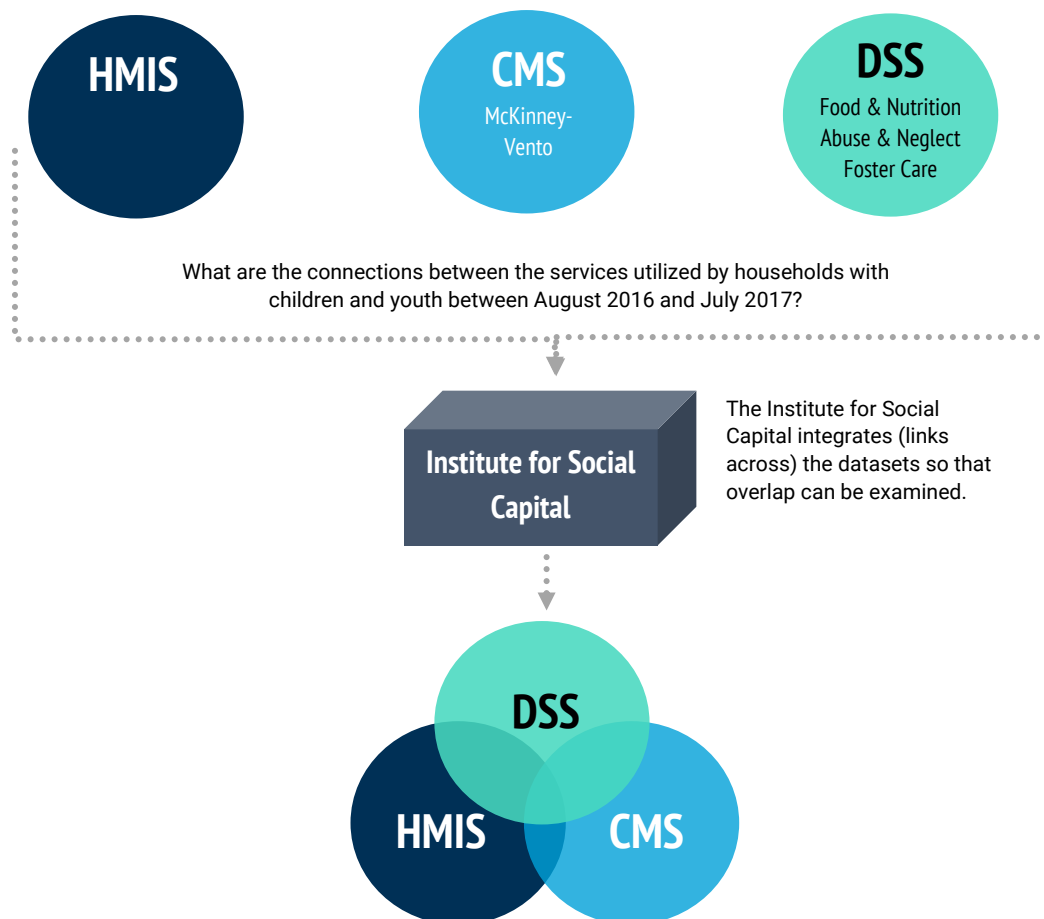 HMIS
CMS
McKinney-
Vento
DSS
Food & Nutrition
Abuse & Neglect
Foster Care
What are the connections between the services utilized by households with
children and youth between August 2016 and July 2017?
Institute for Social
Capital
The Institute for Social
Capital integrates (links
across) the datasets so that
overlap can be examined.
DSS
HMIS
CMS